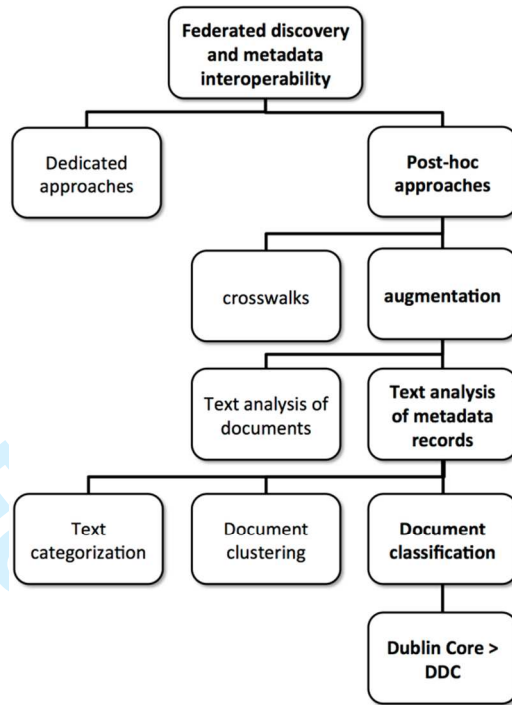 Federated discovery
and metadata
interoperability
Dedicated
approaches
Post-hoc
approaches
crosswalks
augmentation
Text analysis of
documents
Text analysis
of metadada
records
Text
categorization
Document
clustering
Document
classification
Dublin Core >
DDC